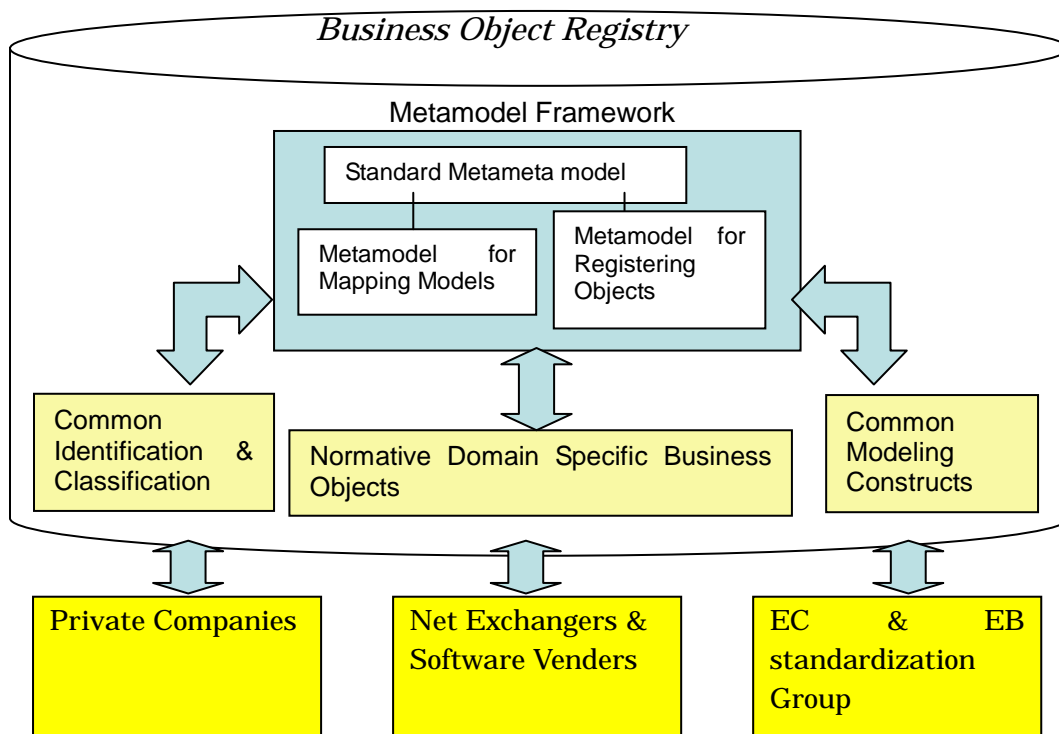 Business Object Registry
Metamodel Framework
Standard Metameta model
Metamodel for
Mapping Models
Metamodel for
Registering
Objects
Common
Identification &
Classification
Normative Domain Specific Business
Objects
Common
Modeling
Constructs
Private Companies
Net Exchangers &
Software Venders
EC & EB
standardization
Group